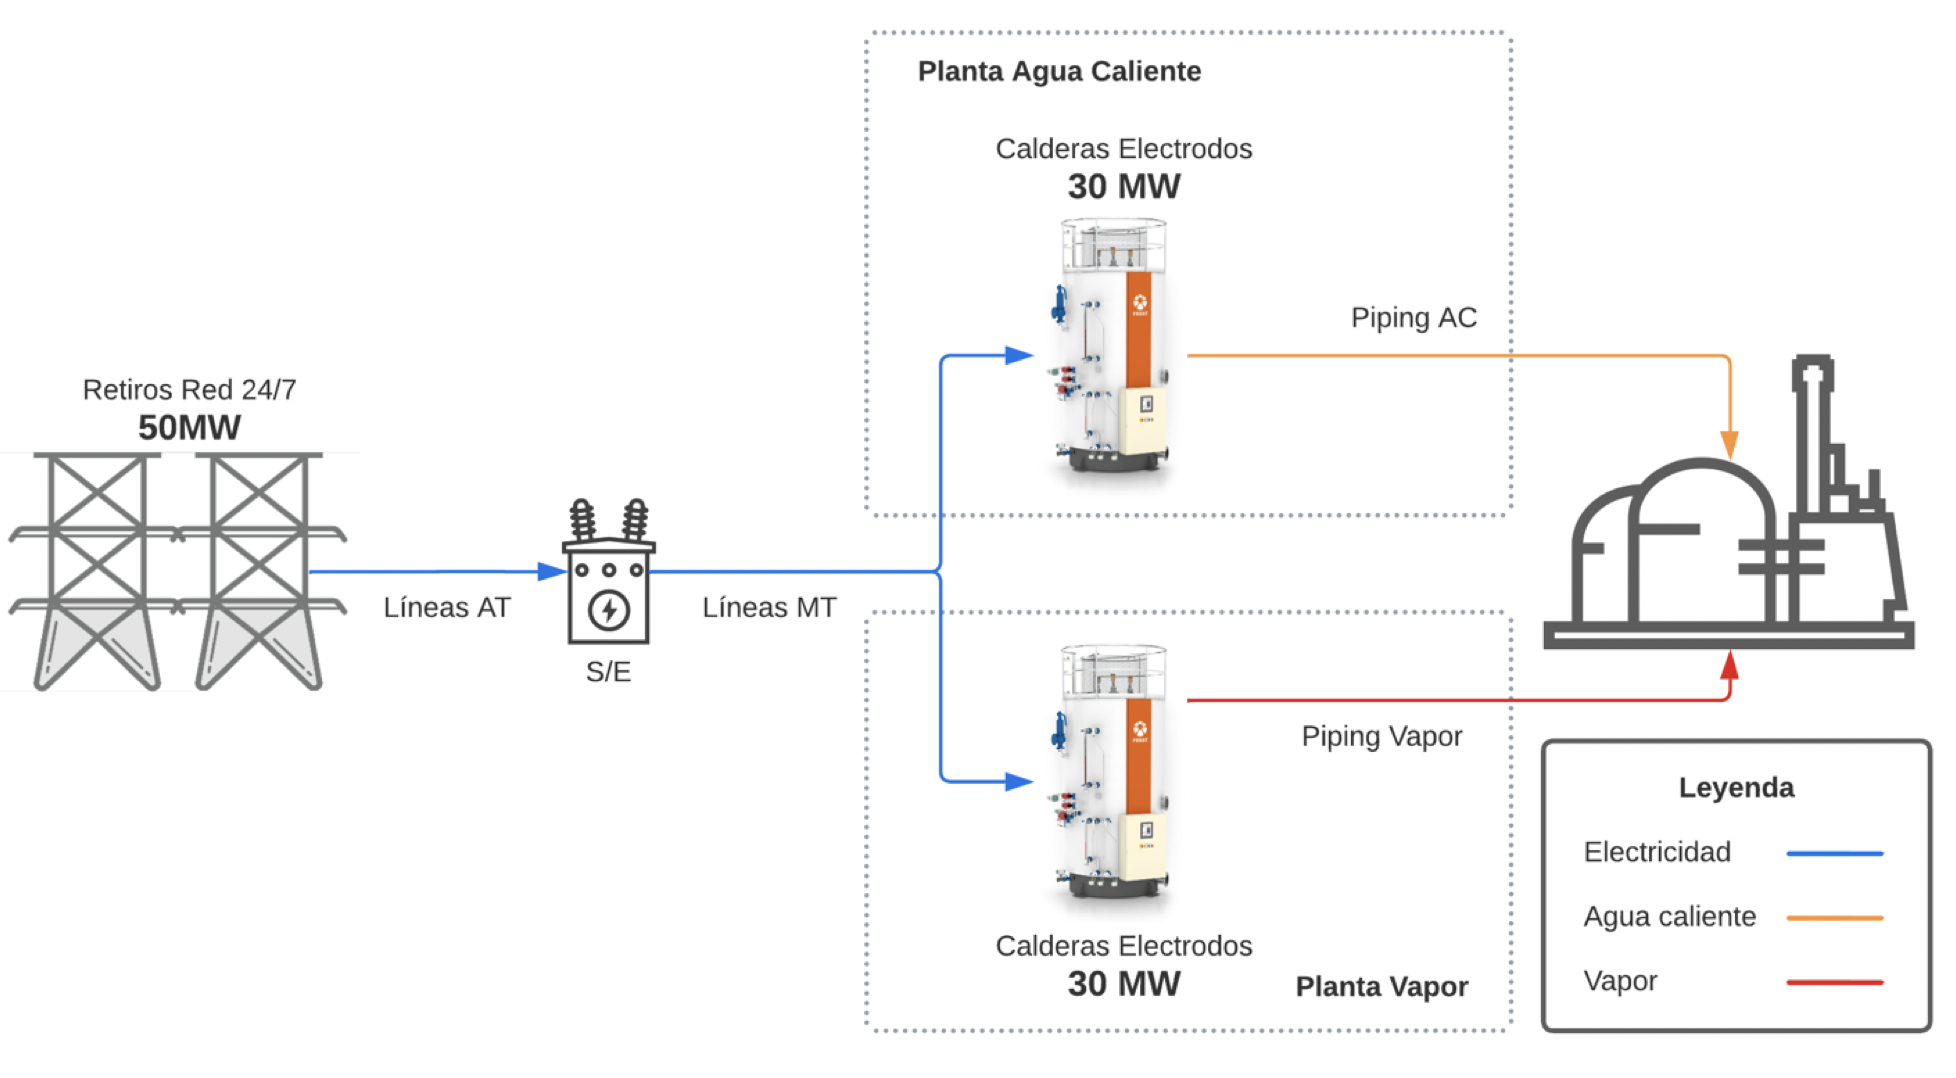 Planta Agua Caliente
Calderas Electrodos
30 MW
Piping AC
Retiros Red 24/7
50MW
Líneas AT
Líneas MT
S/E
Piping Vapor
Calderas Electrodos
30 MW
Planta Vapor
Leyenda
Electricidad
Agua caliente
Vapor